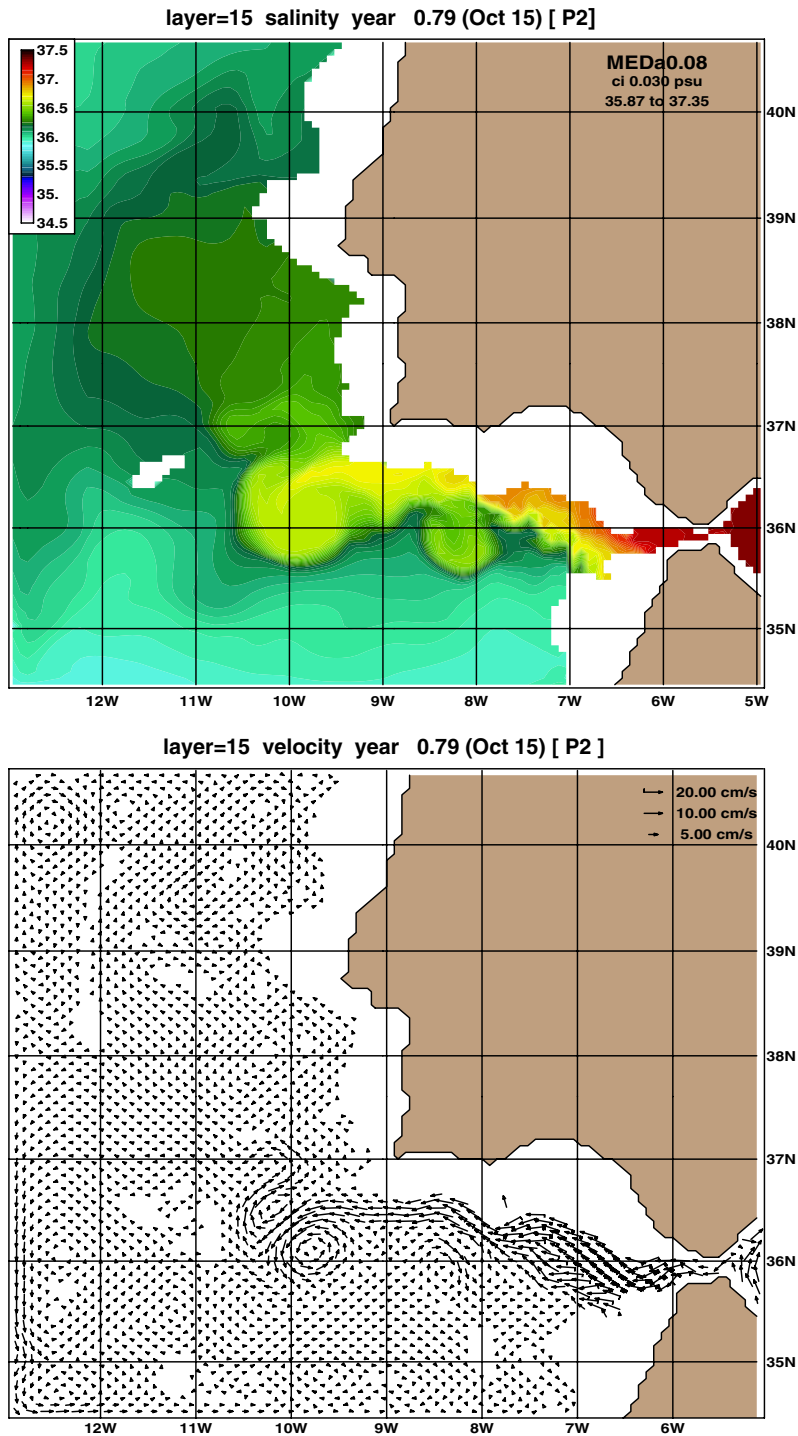 layer=15 salinity year 0.79 (Oct 15) [ P2]
37.5
37.
36.5
36.
35.5
35.
34.5
MEDa0.08
ci 0.030 psu
35.87 to 37.35
40N
39N
38N
37N
36N
35N
12W 11W 10W 9W 8W 7W 6W 5W
layer=15 velocity year 0.79 (Oct 15) [ P2 ]
20.00 cm/s
10.00 cm/s
5.00 cm/s
40N
39N
38N
37N
36N
35N
12W 11W 10W 9W 8W 7W 6W